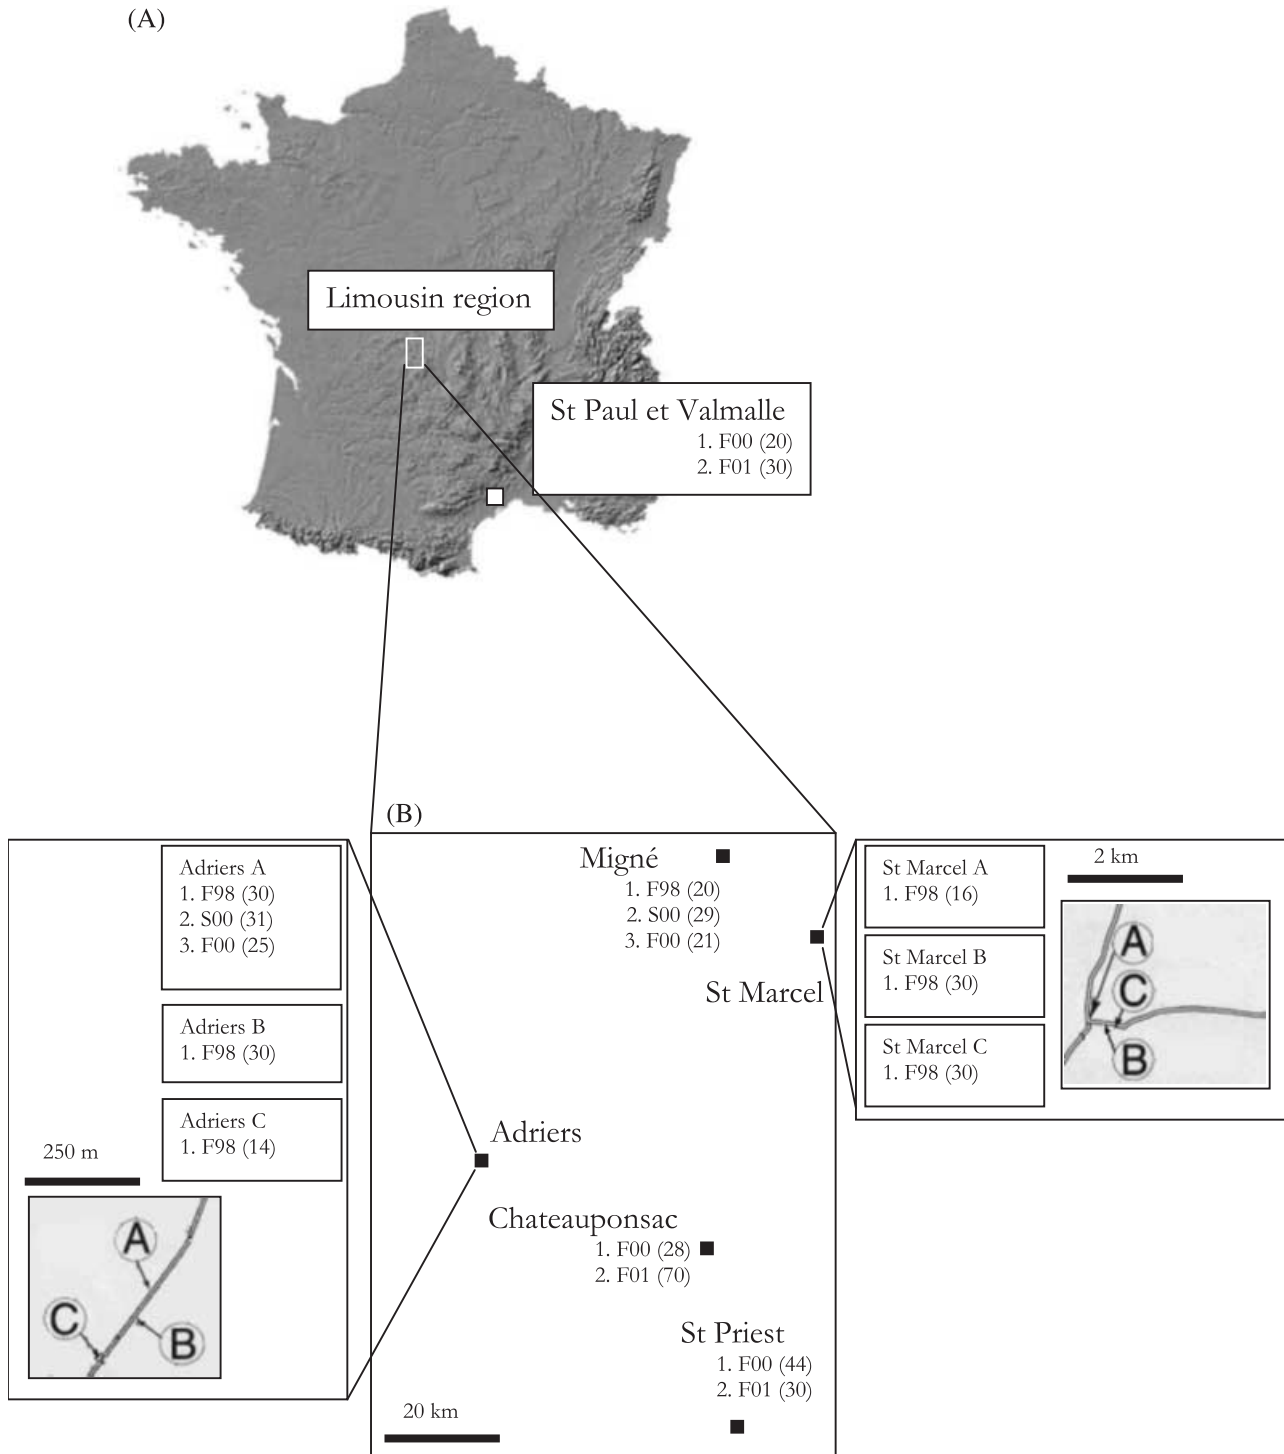 (A)
Limousin region
St Paul et Valmalle
1. F00 (20)
2. F01 (30)
(B)
Adriers A
1. F98 (30)
2. S00 (31)
3. F00 (25)
Adriers B
1. F98 (30)
Adriers C
1. F98 (14)
250 m
A
C
B
Migné
1. F98 (20)
2. S00 (29)
3. F00 (21)
St Marcel
Adriers
Chateauponsac
1. F00 (28)
2. F01 (70)
St Priest
1. F00 (44)
2. F01 (30)
20 km
St Marcel A
1. F98 (16)
St Marcel B
1. F98 (30)
St Marcel C
1. F98 (30)
2 km
A
C
B